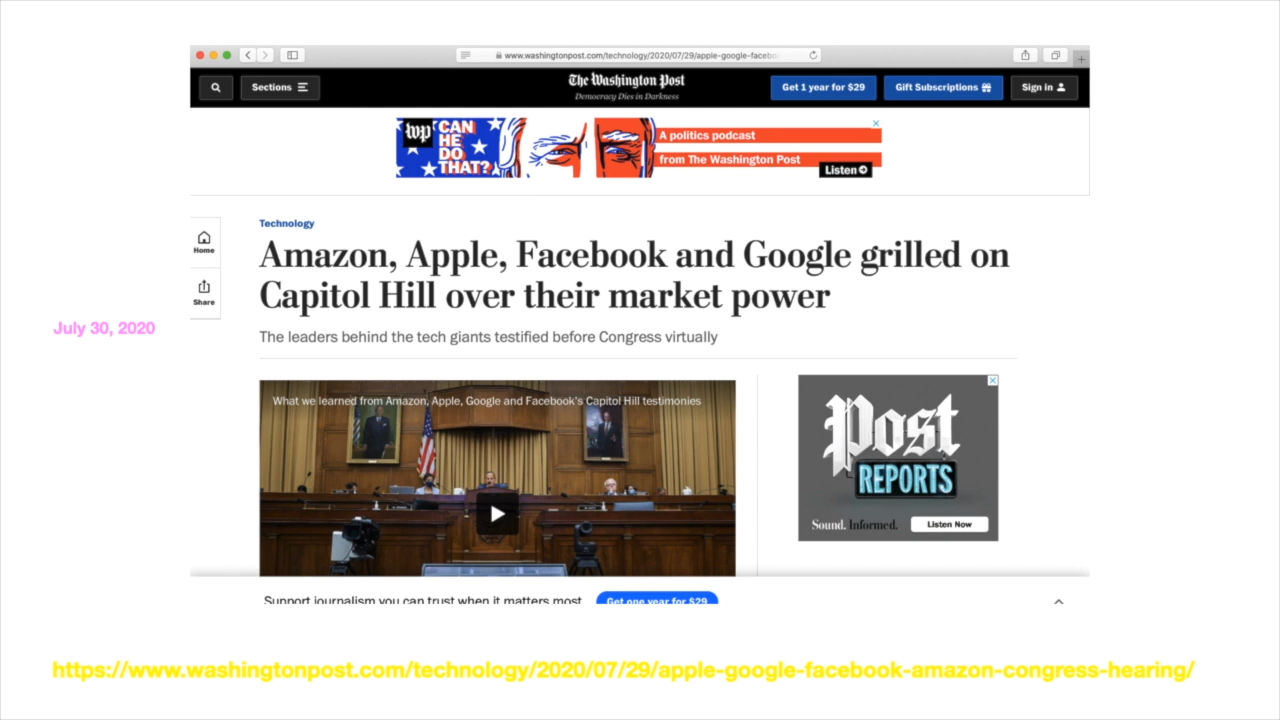 www.washingtonpost.com/technology/2020/07/29/apple-google-facebo
Sections
The Washington Post
Democracy Dies in Darkness
Get 1 year for $29
Gift Subscriptions
Sign in
wp
CAN
HE
DO
THAT?
A politics podcast
from The Washington Post
Listen
Technology
Amazon, Apple, Facebook and Google grilled on
Capitol Hill over their market power
Home
Share
July 30, 2020
The leaders behind the tech giants testified before Congress virtually
What we learned from Amazon, Apple, Google and Facebook's Capitol Hill testimonies
Post
REPORTS
Sound. Informed.
Listen Now
Support journalism you can trust when it matters most
Get one year for $29
https://www.washingtonpost.com/technology/2020/07/29/apple-google-facebook-amazon-congress-hearing/